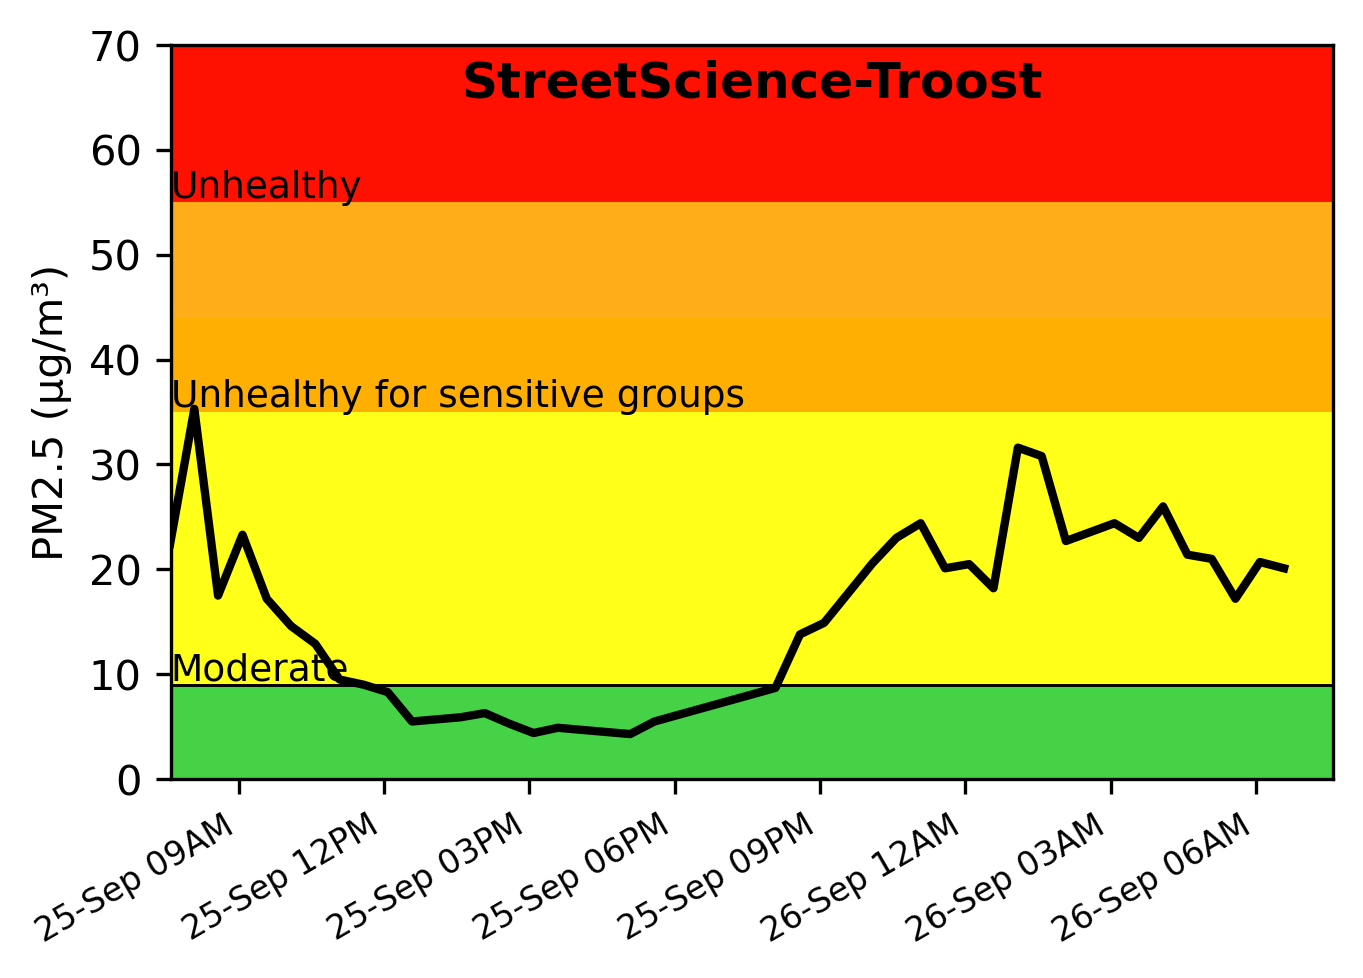 StreetScience-Troost
70
60
Unhealthy
50
40
Unhealthy for sensitive groups
30
20
10
Moderate
0
PM2.5 (µg/m³)
25-Sep 09AM
25-Sep 12PM
25-Sep 03PM
25-Sep 06PM
25-Sep 09PM
26-Sep 12AM
26-Sep 03AM
26-Sep 06AM